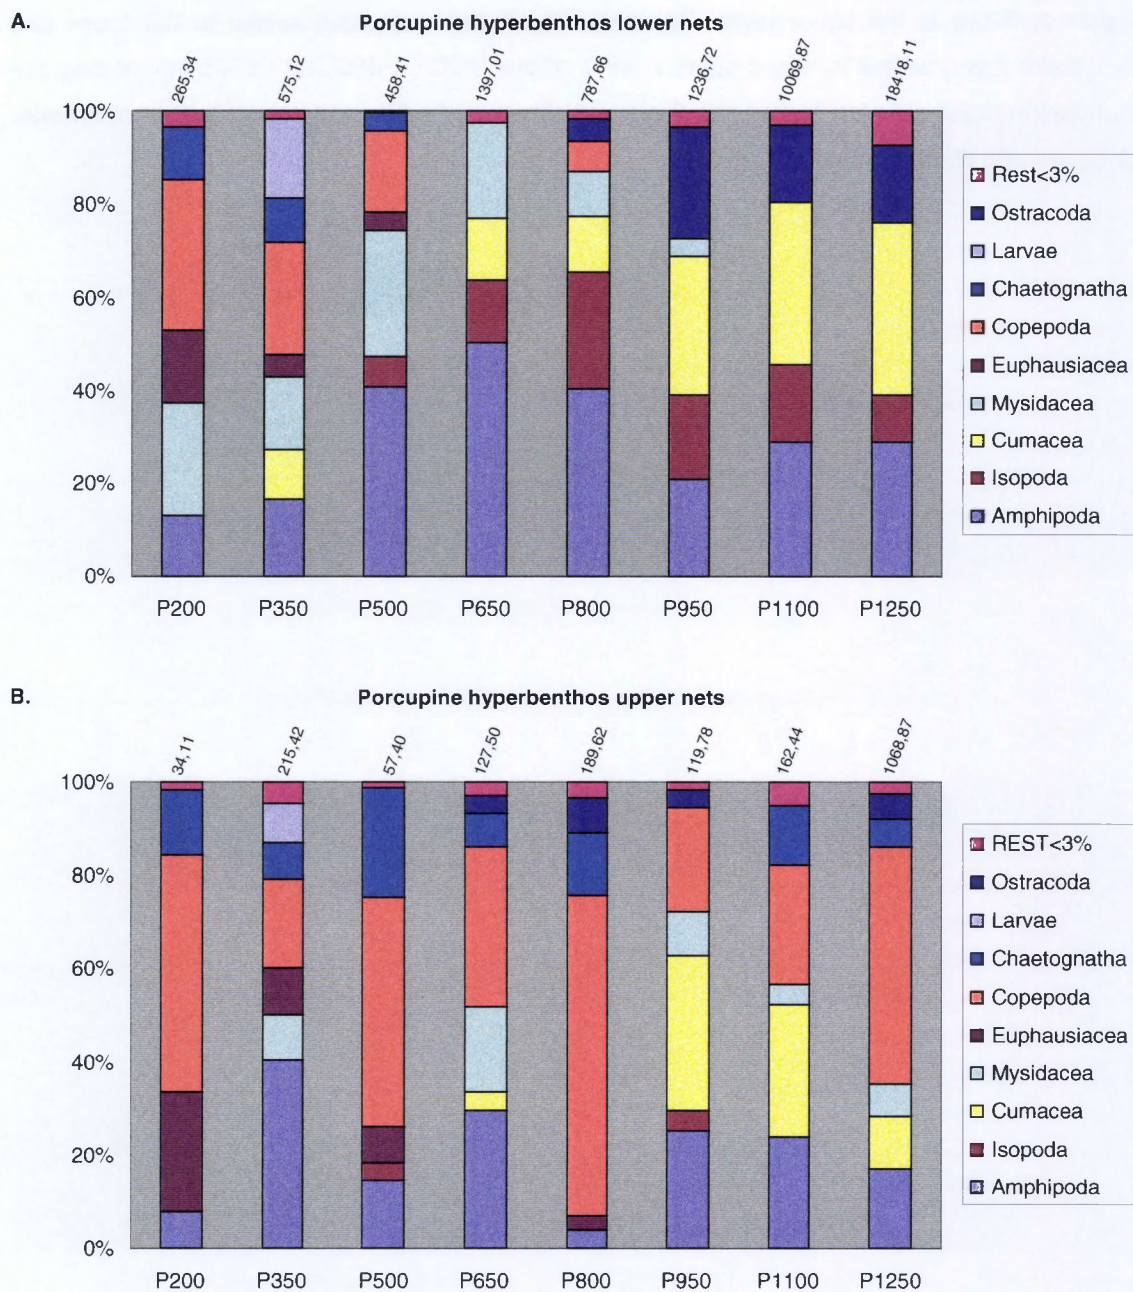 A.
Porcupine hyperbenthos lower nets
265,34 575,12 458,41 1397,01 787,66 1236,72 10069,87 18418,11
100%
80%
60%
40%
20%
0%
P200 P350 P500 P650 P800 P950 P1100 P1250
Rest<3%
Ostracoda
Larvae
Chaetognatha
Copepoda
Euphausiacea
Mysidacea
Cumacea
Isopoda
Amphipoda
B.
Porcupine hyperbenthos upper nets
34,11 215,42 57,40 127,50 189,62 119,78 162,44 1068,87
100%
80%
60%
40%
20%
0%
P200 P350 P500 P650 P800 P950 P1100 P1250
REST<3%
Ostracoda
Larvae
Chaetognatha
Copepoda
Euphausiacea
Mysidacea
Cumacea
Isopoda
Amphipoda